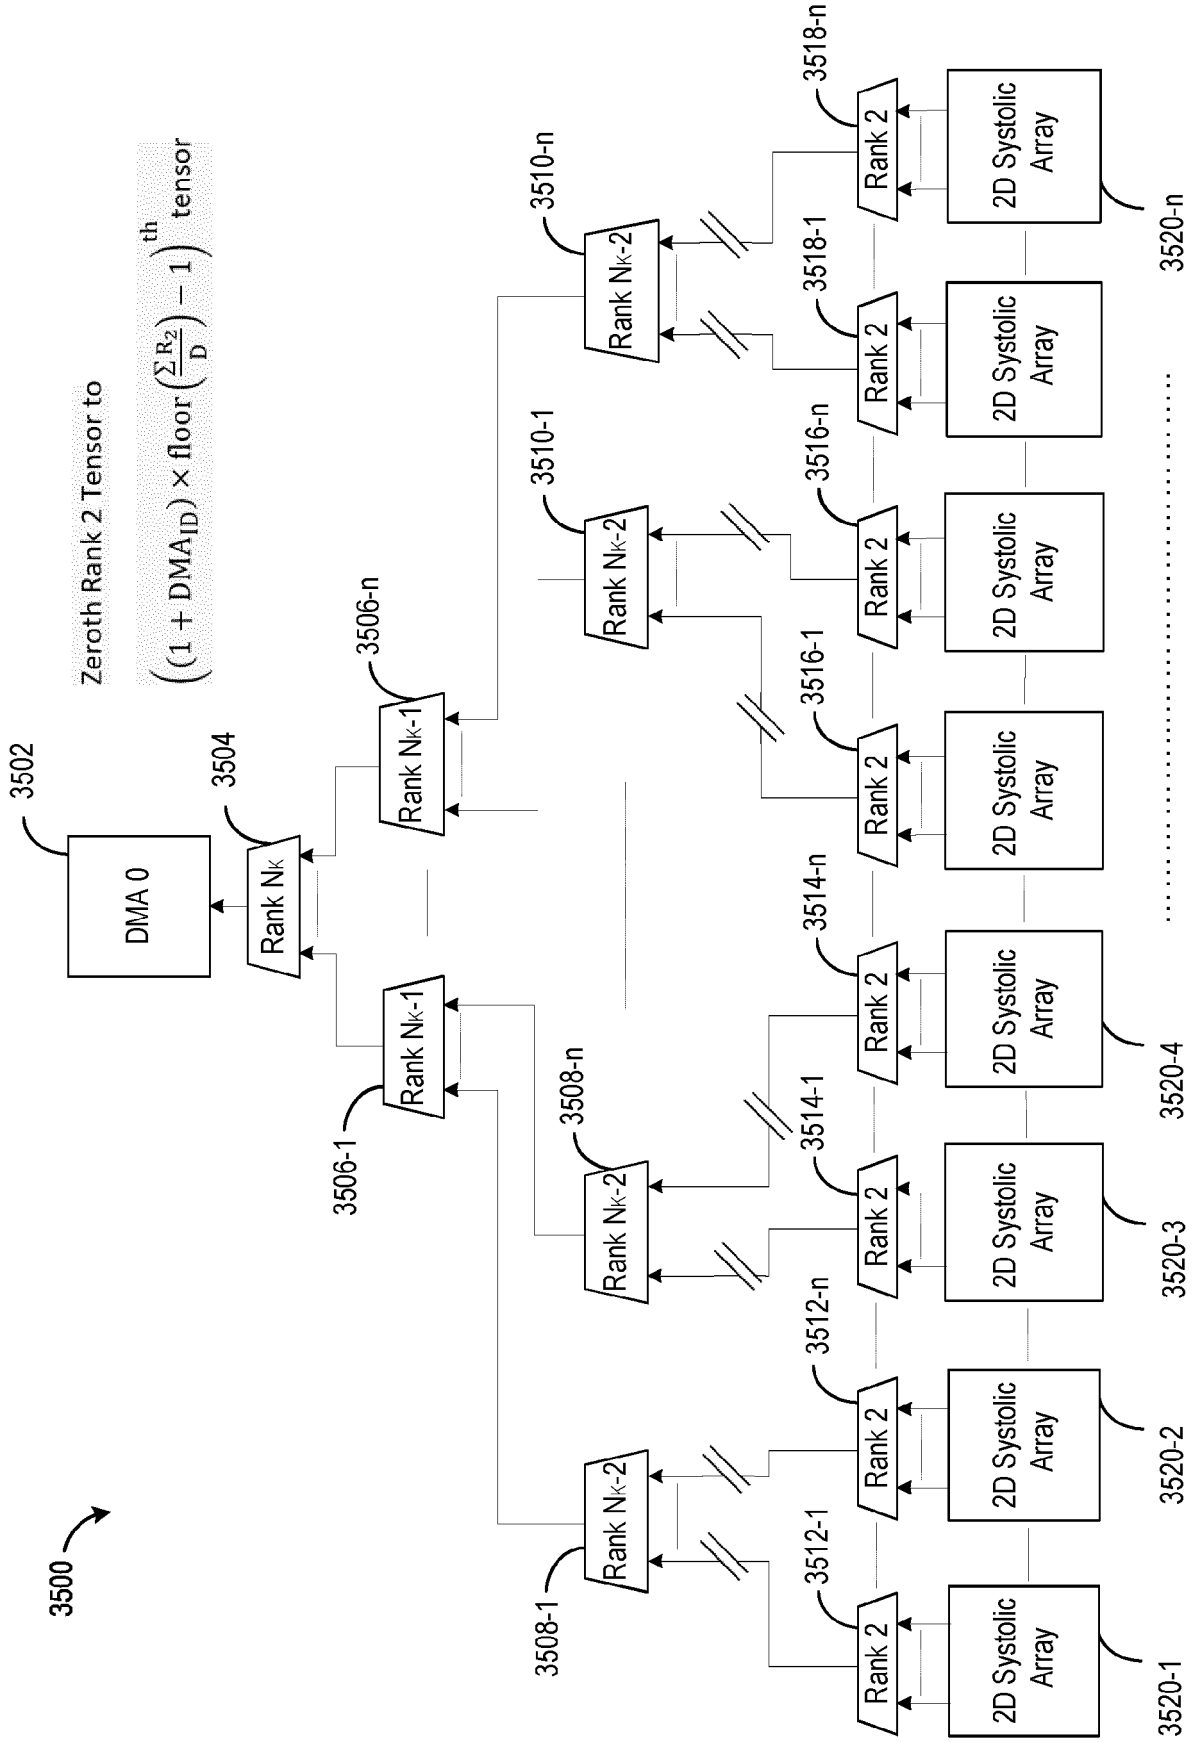 3500
Zeroth Rank 2 Tensor to
((1 + DMA_ID) × floor (∑ R₂ / D) − 1)^th tensor
3502
DMA 0
3504
Rank NK
3506-1
Rank NK-1
3506-n
Rank NK-1
3508-1
Rank NK-2
3508-n
Rank NK-2
3510-1
Rank NK-2
3510-n
Rank NK-2
3512-1
Rank 2
3512-n
Rank 2
3514-1
Rank 2
3514-n
Rank 2
3516-1
Rank 2
3516-n
Rank 2
3518-1
Rank 2
3518-n
Rank 2
2D Systolic
Array
2D Systolic
Array
2D Systolic
Array
2D Systolic
Array
2D Systolic
Array
2D Systolic
Array
2D Systolic
Array
2D Systolic
Array
3520-1
3520-2
3520-3
3520-4
3520-n